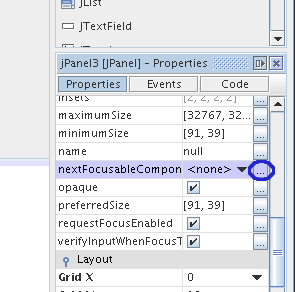 JList
JTextField
jPanel3 [JPanel] - Properties
Properties Events Code
insets [2, 2, 2, 2] ...
maximumSize [32767, 32... ...
minimumSize [91, 39] ...
name null ...
nextFocusableCompon <none> ...
opaque ...
preferredSize [91, 39] ...
requestFocusEnabled ...
verifyInputWhenFocusT ...
Layout
Grid X 0